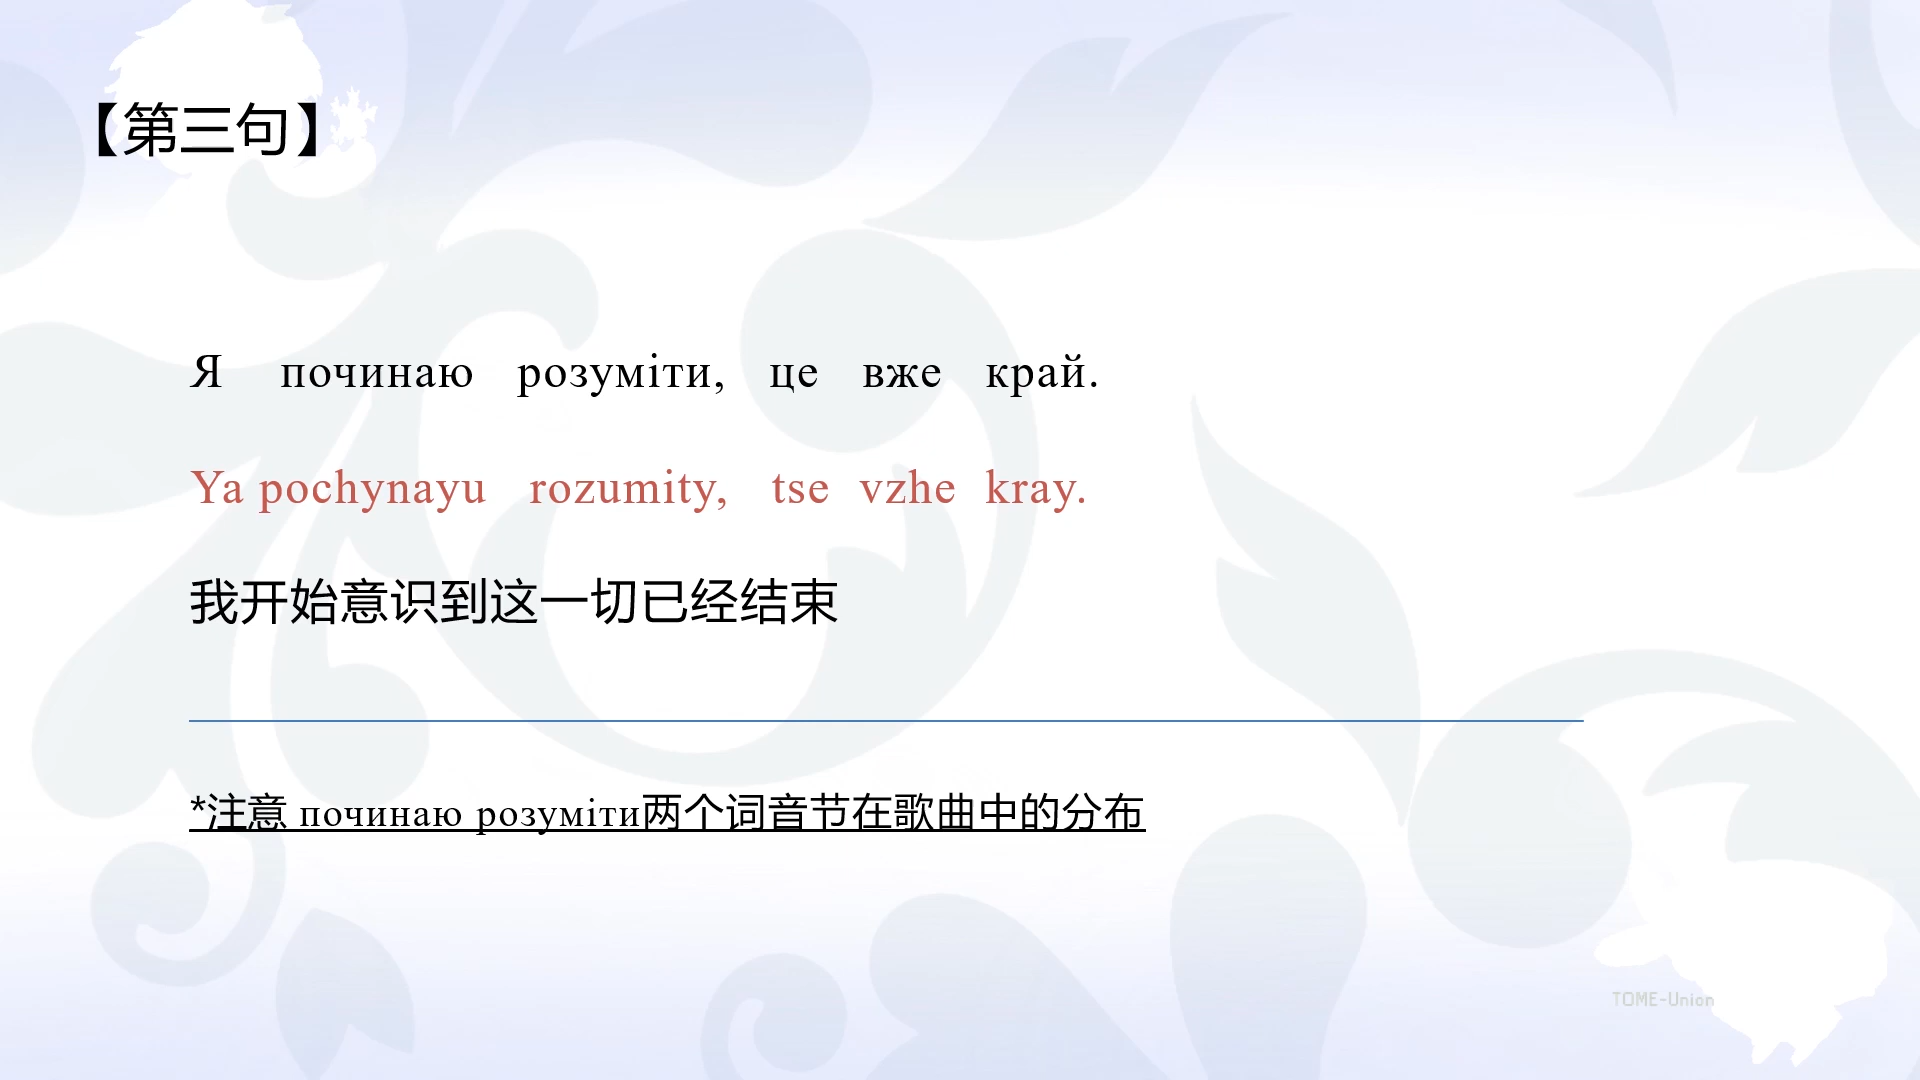 【第三句】
Я починаю розуміти, це вже край.
Ya pochynayu rozumity, tse vzhe kray.
我开始意识到这一切已经结束
*注意 починаю розуміти两个词音节在歌曲中的分布
TOME-Union